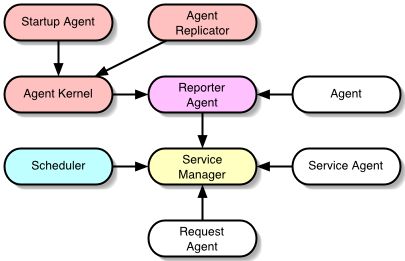 Startup Agent
Agent
Replicator
Agent Kernel
Reporter
Agent
Agent
Scheduler
Service
Manager
Service Agent
Request
Agent